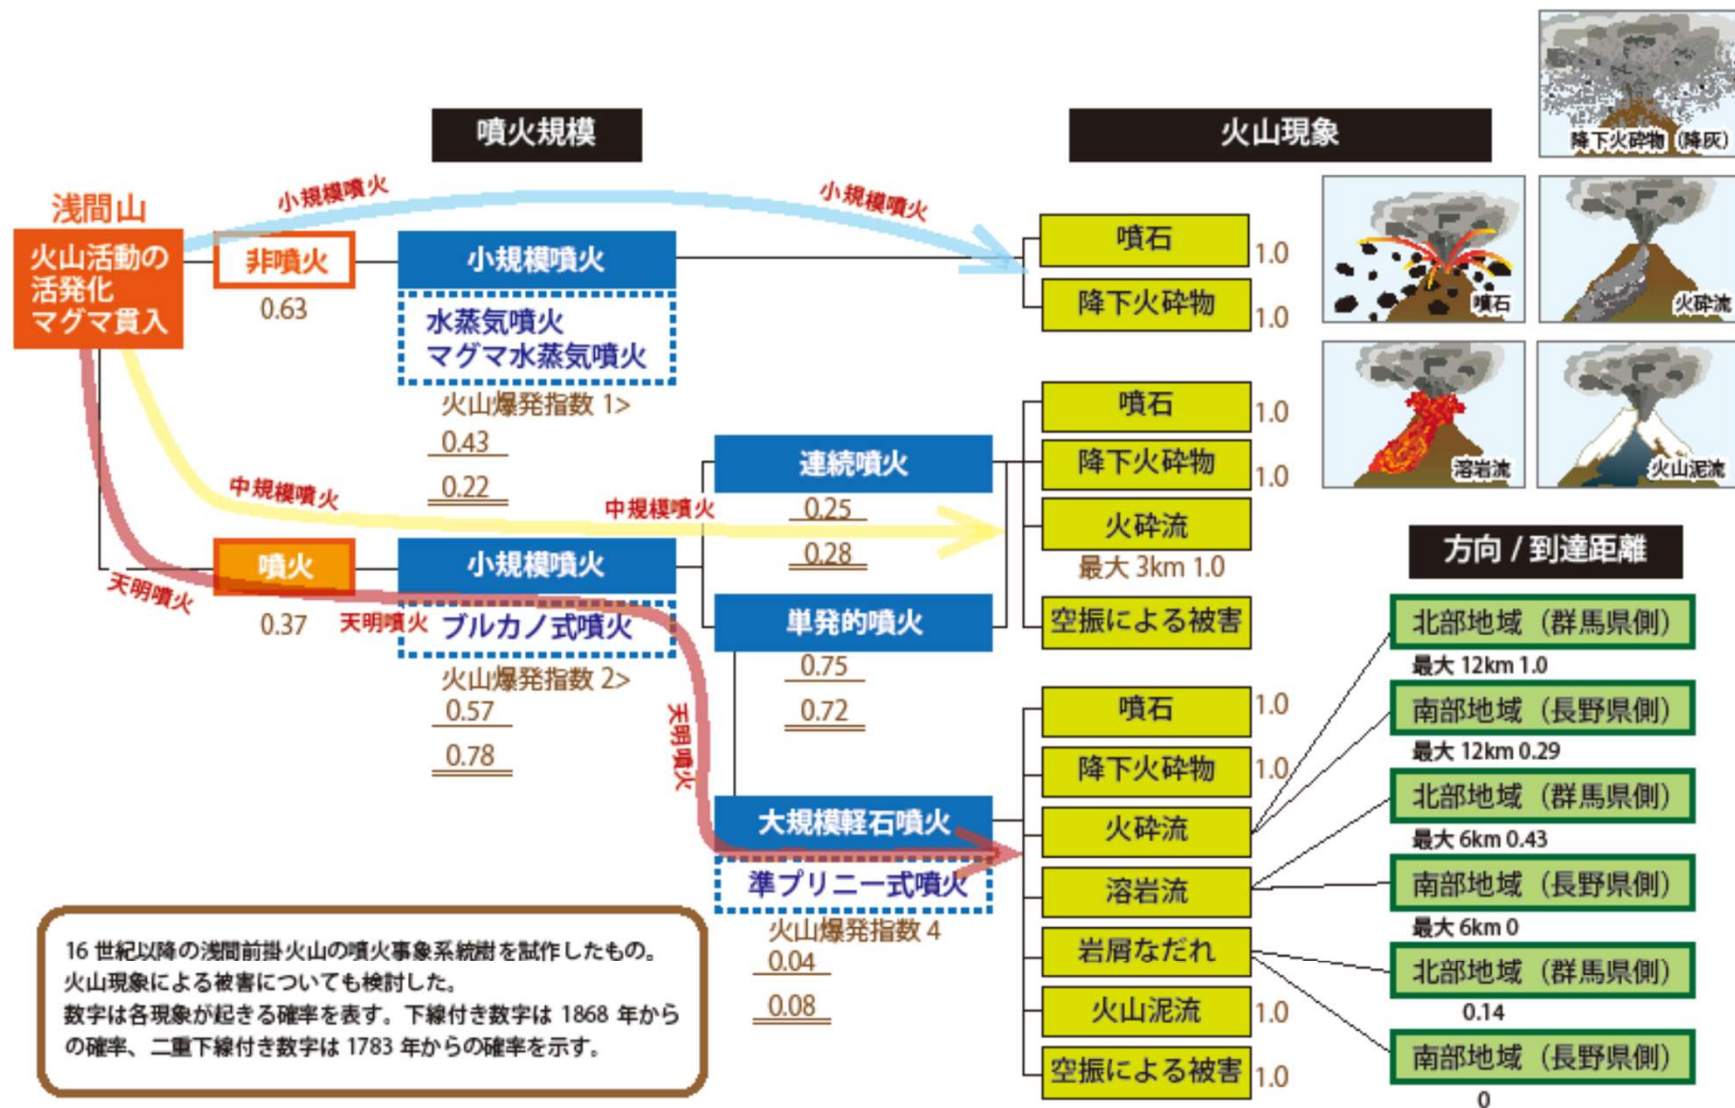 噴火規模
火山現象
降下火砕物（降灰）
噴石
火砕流
溶岩流
火山泥流
浅間山
火山活動の
活発化
マグマ貫入
小規模噴火
小規模噴火
非噴火
0.63
小規模噴火
水蒸気噴火
マグマ水蒸気噴火
火山爆発指数 1>
0.43
0.22
噴石
1.0
降下火砕物
1.0
中規模噴火
中規模噴火
天明噴火
天明噴火
天明噴火
噴火
0.37
小規模噴火
ブルカノ式噴火
火山爆発指数 2>
0.57
0.78
連続噴火
0.25
0.28
単発的噴火
0.75
0.72
大規模軽石噴火
準プリニー式噴火
火山爆発指数 4
0.04
0.08
噴石
1.0
降下火砕物
1.0
火砕流
最大 3km 1.0
空振による被害
噴石
1.0
降下火砕物
1.0
火砕流
溶岩流
岩屑なだれ
火山泥流
1.0
空振による被害
1.0
方向 / 到達距離
北部地域（群馬県側）
最大 12km 1.0
南部地域（長野県側）
最大 12km 0.29
北部地域（群馬県側）
最大 6km 0.43
南部地域（長野県側）
最大 6km 0
北部地域（群馬県側）
0.14
南部地域（長野県側）
0
16 世紀以降の浅間前掛火山の噴火事象系統樹を試作したもの。
火山現象による被害についても検討した。
数字は各現象が起きる確率を表す。下線付き数字は 1868 年から
の確率、二重下線付き数字は 1783 年からの確率を示す。